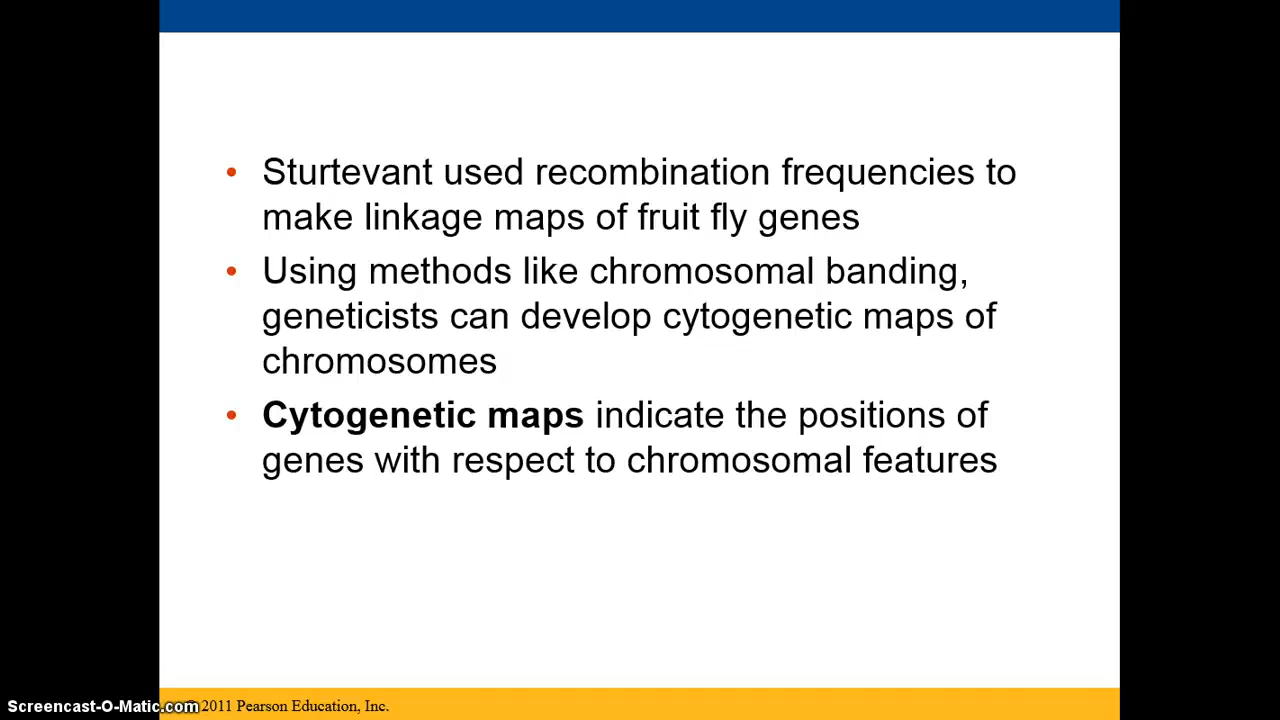 • Sturtevant used recombination frequencies to
make linkage maps of fruit fly genes
• Using methods like chromosomal banding,
geneticists can develop cytogenetic maps of
chromosomes
• Cytogenetic maps indicate the positions of
genes with respect to chromosomal features
Screencast-O-Matic.com
© 2011 Pearson Education, Inc.